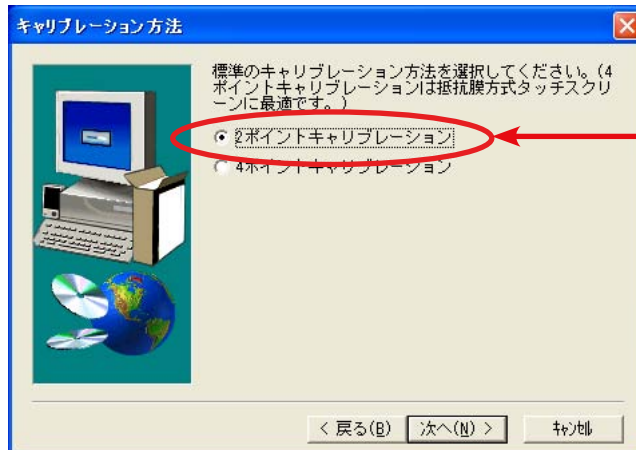 キャリブレーション方法
標準のキャリブレーション方法を選択してください。(4
ポイントキャリブレーションは抵抗膜方式タッチスクリ
ーンに最適です。)
2ポイントキャリブレーション
4ポイントキャリブレーション
< 戻る(B)
次へ(N) >
キャンセル